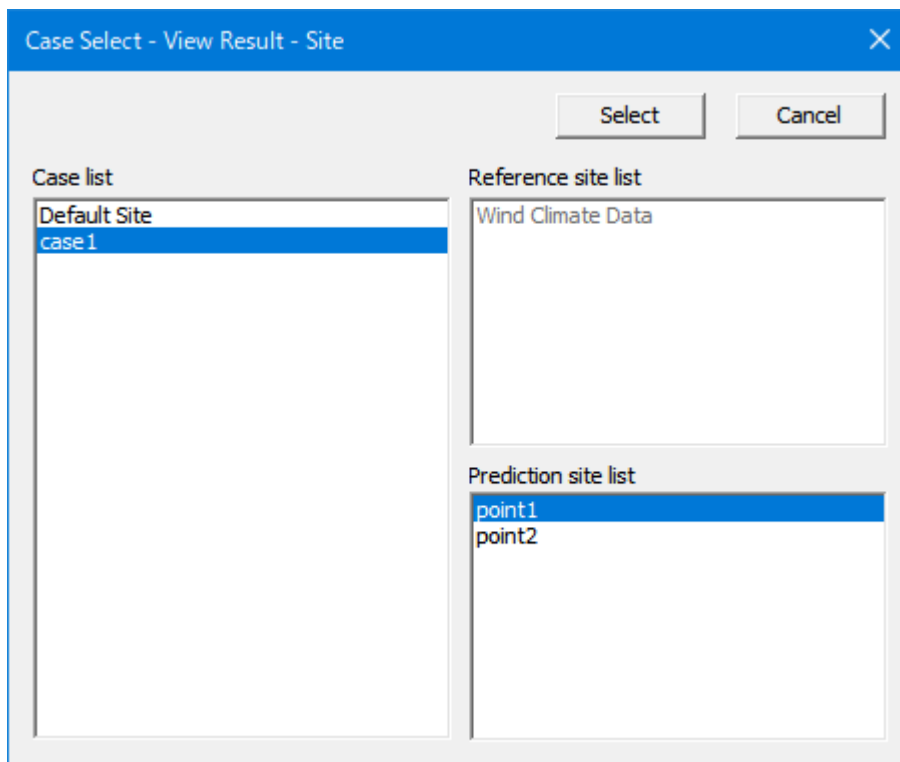 Case Select - View Result - Site
Select
Cancel
Case list
Default Site
case1
Reference site list
Wind Climate Data
Prediction site list
point1
point2